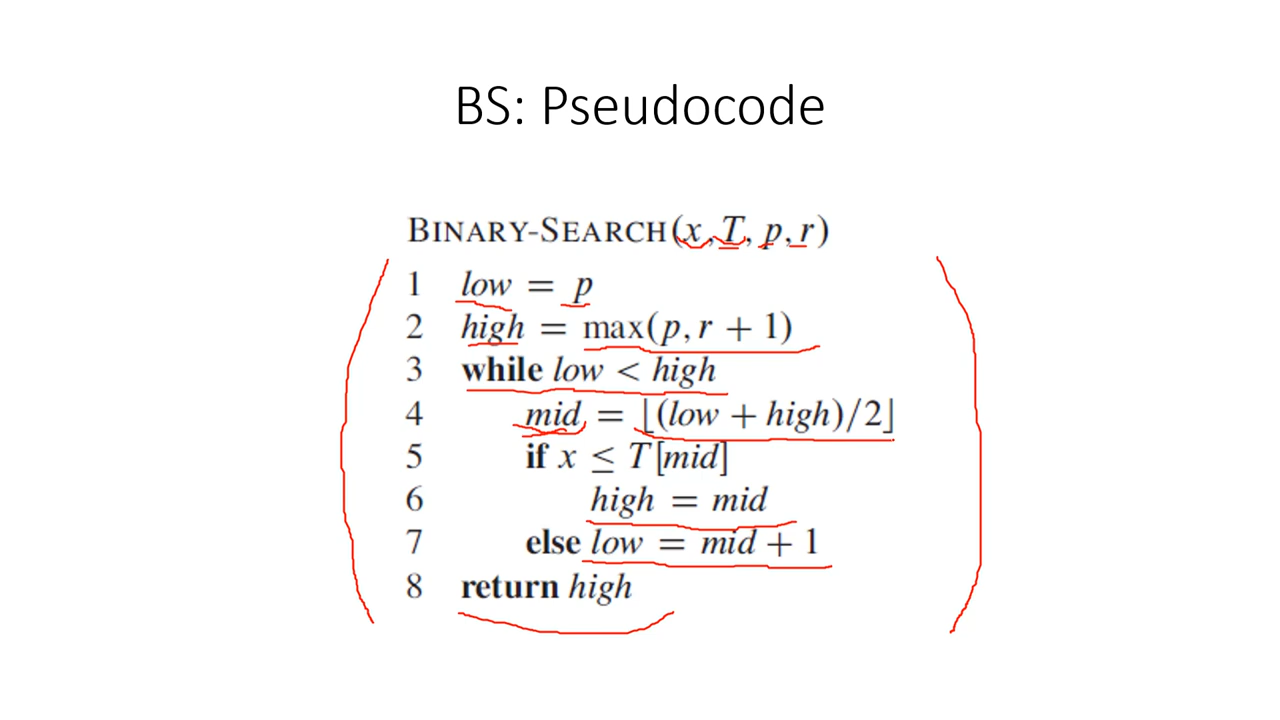 BS: Pseudocode
BINARY-SEARCH(x, T, p, r)
1 low = p
2 high = max(p, r + 1)
3 while low < high
4 mid = ⌊(low + high)/2⌋
5 if x ≤ T[mid]
6 high = mid
7 else low = mid + 1
8 return high